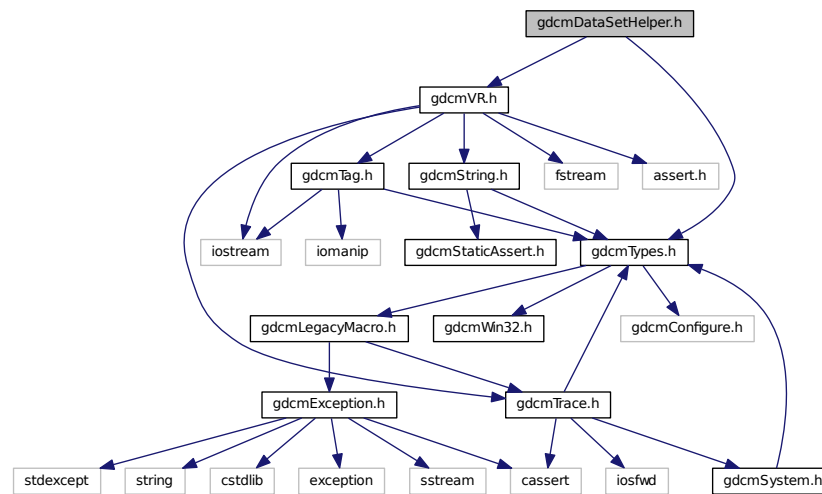 gdcmDataSetHelper.h
gdcmVR.h
gdcmTag.h
gdcmString.h
fstream
assert.h
iostream
iomanip
gdcmStaticAssert.h
gdcmTypes.h
gdcmLegacyMacro.h
gdcmWin32.h
gdcmConfigure.h
gdcmException.h
gdcmTrace.h
stdexcept
string
cstdlib
exception
sstream
cassert
iosfwd
gdcmSystem.h